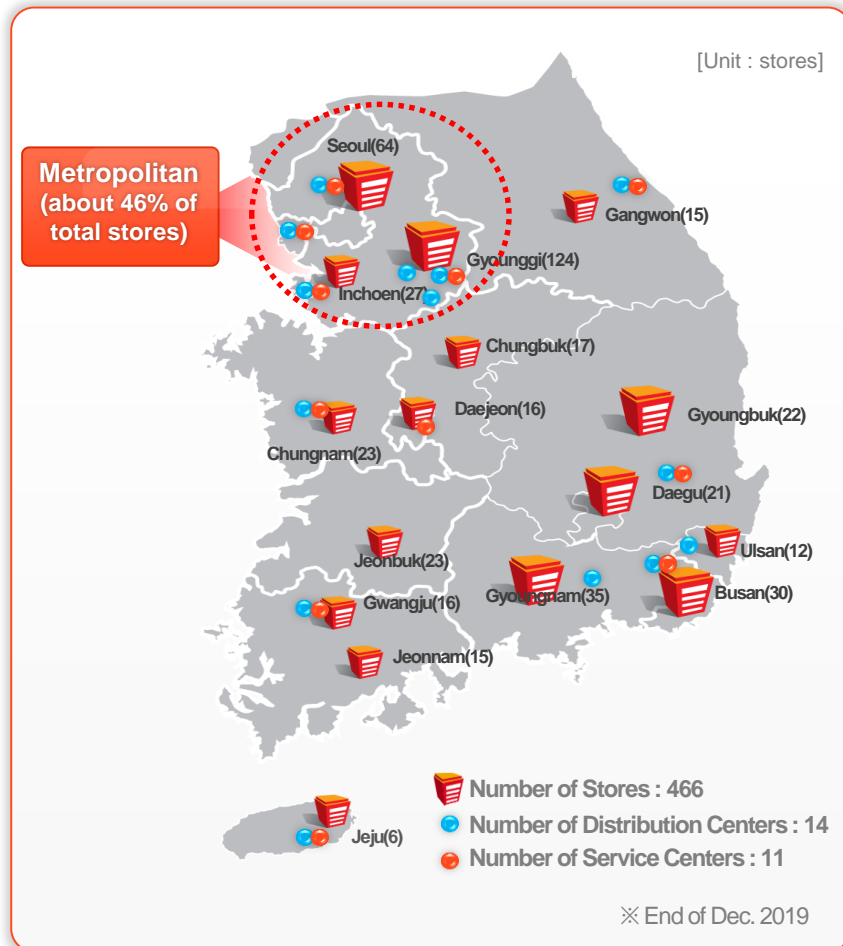 [Unit : stores]
Seoul(64)
Metropolitan
(about 46% of
total stores)
Gangwon(15)
Gyounggi(124)
Inchoen(27)
Chungbuk(17)
Daejeon(16)
Gyoungbuk(22)
Chungnam(23)
Daegu(21)
Ulsan(12)
Jeonbuk(23)
Gyoungnam(35)
Busan(30)
Gwangju(16)
Jeonnam(15)
Number of Stores : 466
Number of Distribution Centers : 14
Jeju(6)
Number of Service Centers : 11
※ End of Dec. 2019